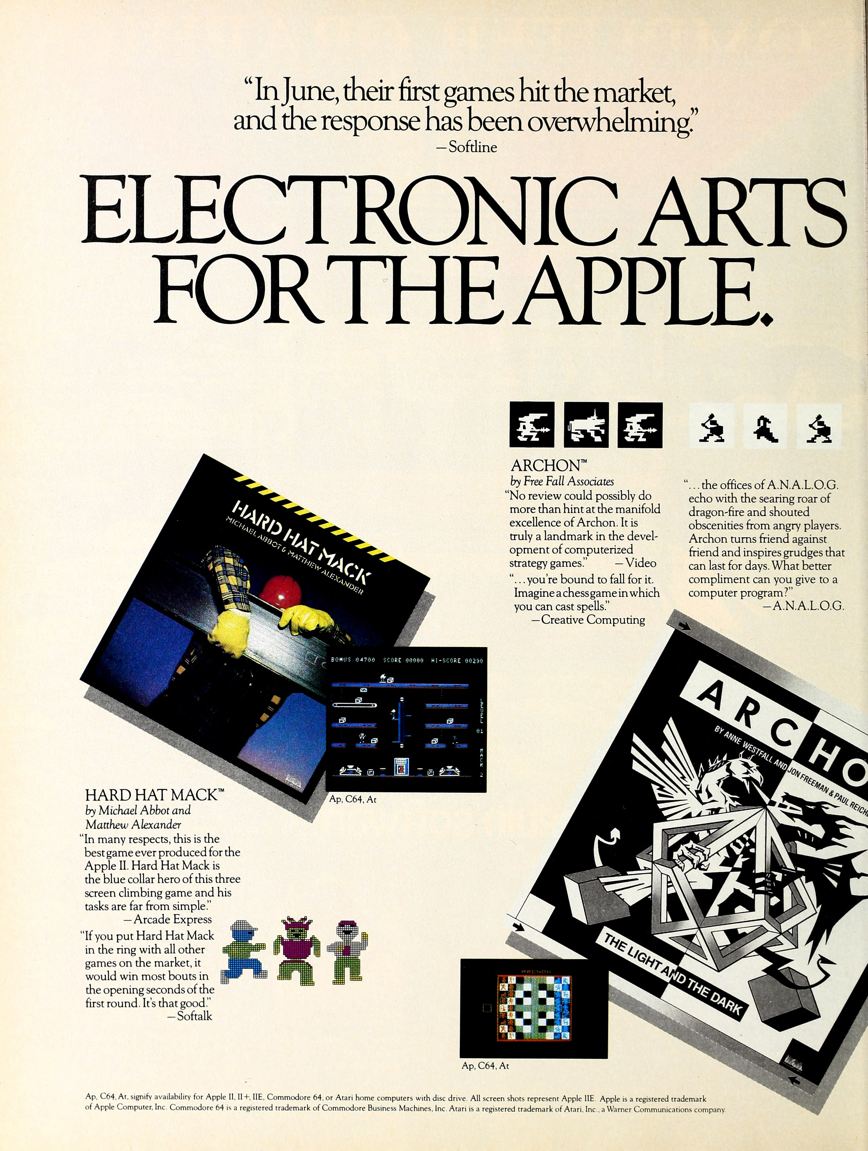 “In June, their first games hit the market,
and the response has been overwhelming.”
—Softline
ELECTRONIC ARTS
FOR THE APPLE.
ARCHON™
by Free Fall Associates
“No review could possibly do
more than hint at the manifold
excellence of Archon. It is
truly a landmark in the devel-
opment of computerized
strategy games.” —Video
“…you’re bound to fall for it.
Imagine a chess game in which
you can cast spells.”
—Creative Computing
“…the offices of A.N.A.L.O.G.
echo with the searing roar of
dragon-fire and shouted
obscenities from angry players.
Archon turns friend against
friend and inspires grudges that
can last for days. What better
compliment can you give to a
computer program?”
—A.N.A.L.O.G.
HARD HAT MACK
MICHAEL ABBOT & MATTHEW ALEXANDER
BONUS 04700 SCORE 00000 HI-SCORE 00290
Ap, C64, At
HARD HAT MACK™
by Michael Abbot and
Matthew Alexander
“In many respects, this is the
best game ever produced for the
Apple II. Hard Hat Mack is
the blue collar hero of this three
screen climbing game and his
tasks are far from simple.”
—Arcade Express
“If you put Hard Hat Mack
in the ring with all other
games on the market, it
would win most bouts in
the opening seconds of the
first round. It’s that good.”
—Softalk
ARCHO
BY ANNE WESTFALL AND JON FREEMAN & PAUL REICH
THE LIGHT AND THE DARK
ARCHON
Ap, C64, At
Ap, C64, At, signify availability for Apple II, II+, IIE, Commodore 64, or Atari home computers with disc drive. All screen shots represent Apple IIE. Apple is a registered trademark
of Apple Computer, Inc. Commodore 64 is a registered trademark of Commodore Business Machines, Inc. Atari is a registered trademark of Atari, Inc., a Warner Communications company.